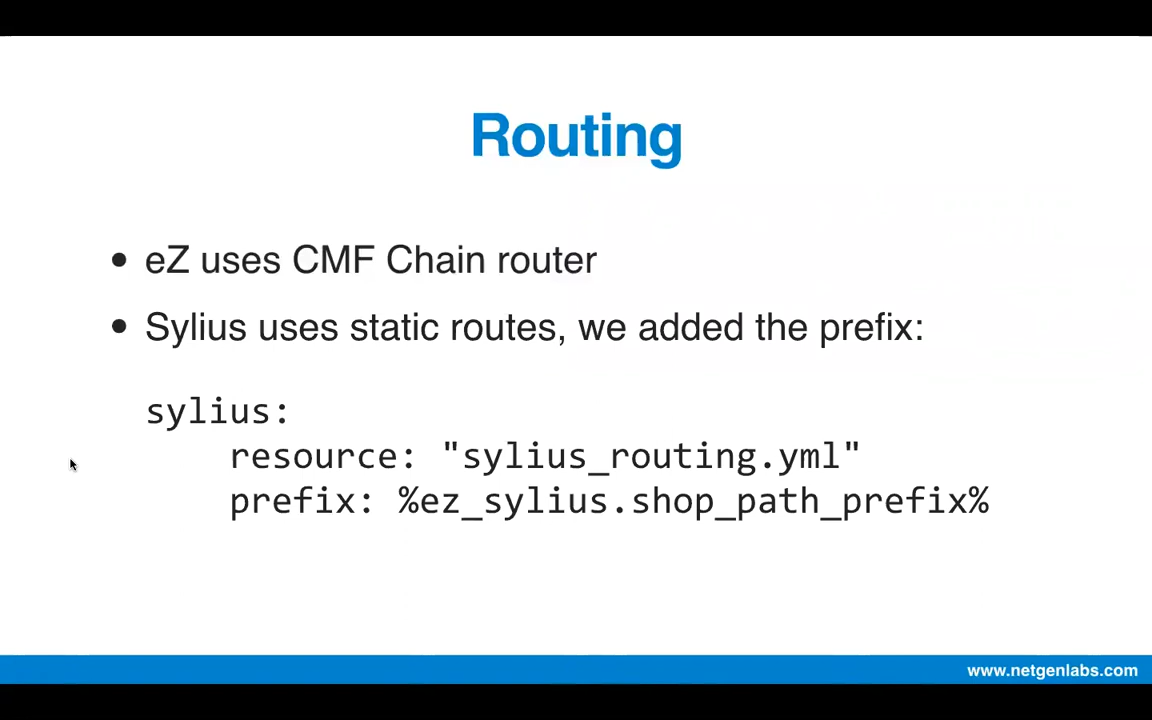 Routing
• eZ uses CMF Chain router
• Sylius uses static routes, we added the prefix:
sylius:
    resource: "sylius_routing.yml"
    prefix: %ez_sylius.shop_path_prefix%
www.netgenlabs.com